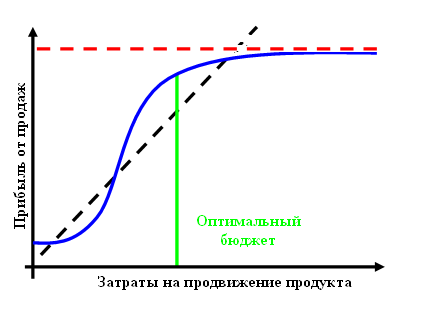 Прибыль от продаж
Оптимальный
бюджет
Затраты на продвижение продукта